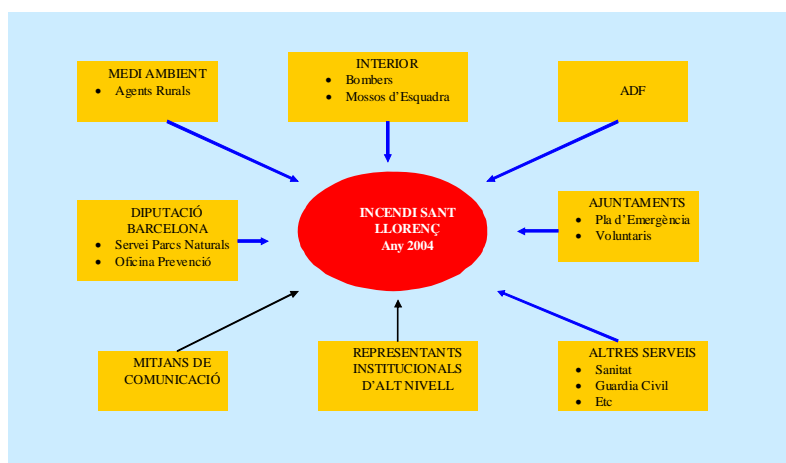 MEDI AMBIENT
• Agents Rurals
INTERIOR
• Bombers
• Mossos d'Esquadra
ADF
DIPUTACIÓ
BARCELONA
• Servei Parcs Naturals
• Oficina Prevenció
INCENDI SANT
LLORENÇ
Any 2004
AJUNTAMENTS
• Pla d'Emergència
• Voluntaris
MITJANS DE
COMUNICACIÓ
REPRESENTANTS
INSTITUCIONALS
D'ALT NIVELL
ALTRES SERVEIS
• Sanitat
• Guardia Civil
• Etc